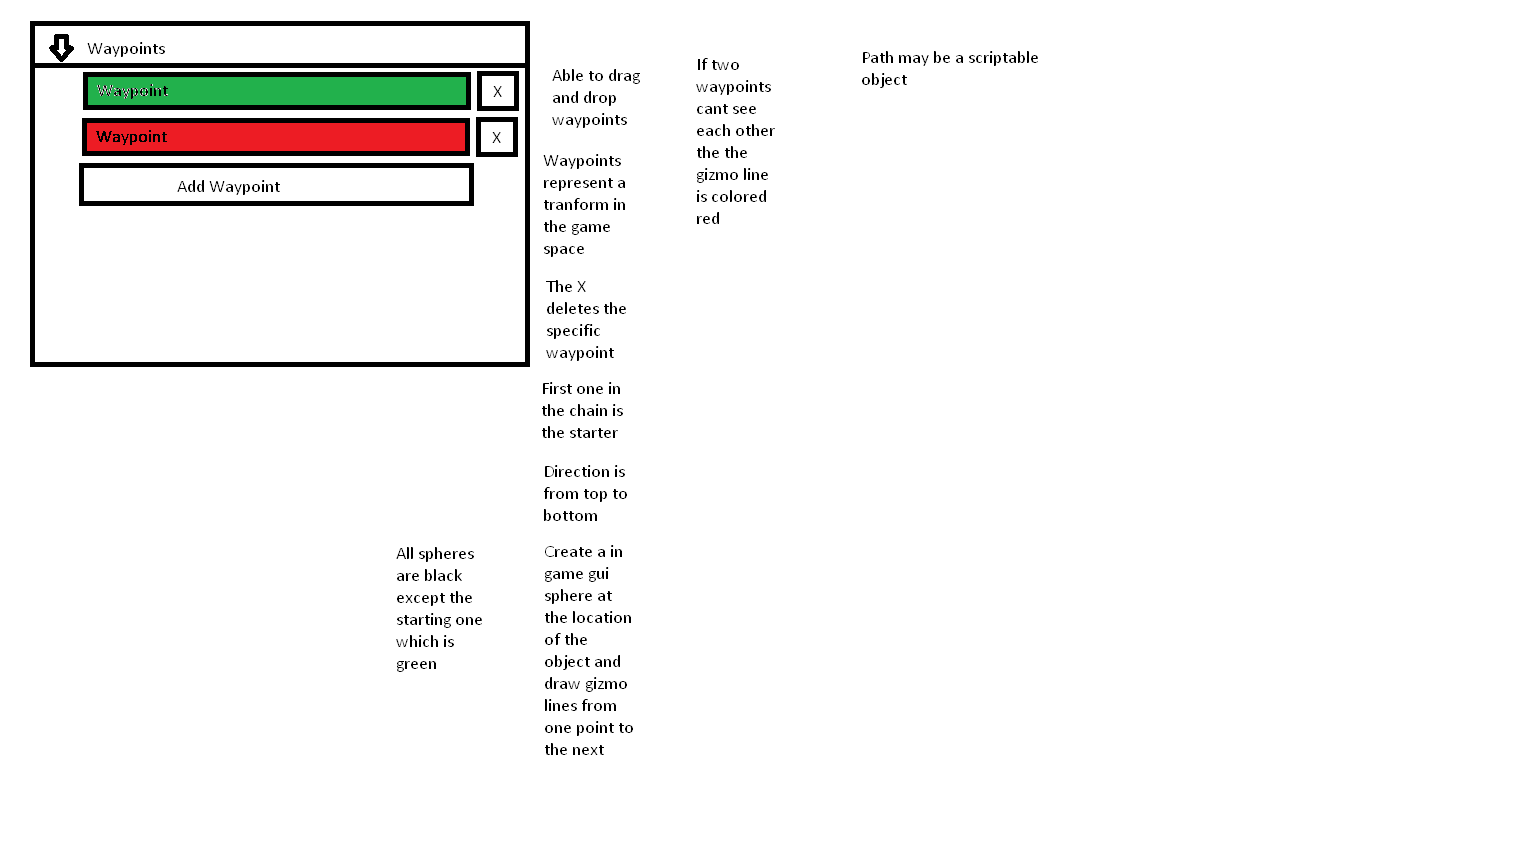 Waypoints
Waypoint
X
Waypoint
X
Add Waypoint
Able to drag
and drop
waypoints
Waypoints
represent a
tranform in
the game
space
The X
deletes the
specific
waypoint
First one in
the chain is
the starter
Direction is
from top to
bottom
Create a in
game gui
sphere at
the location
of the
object and
draw gizmo
lines from
one point to
the next
All spheres
are black
except the
starting one
which is
green
If two
waypoints
cant see
each other
the the
gizmo line
is colored
red
Path may be a scriptable
object